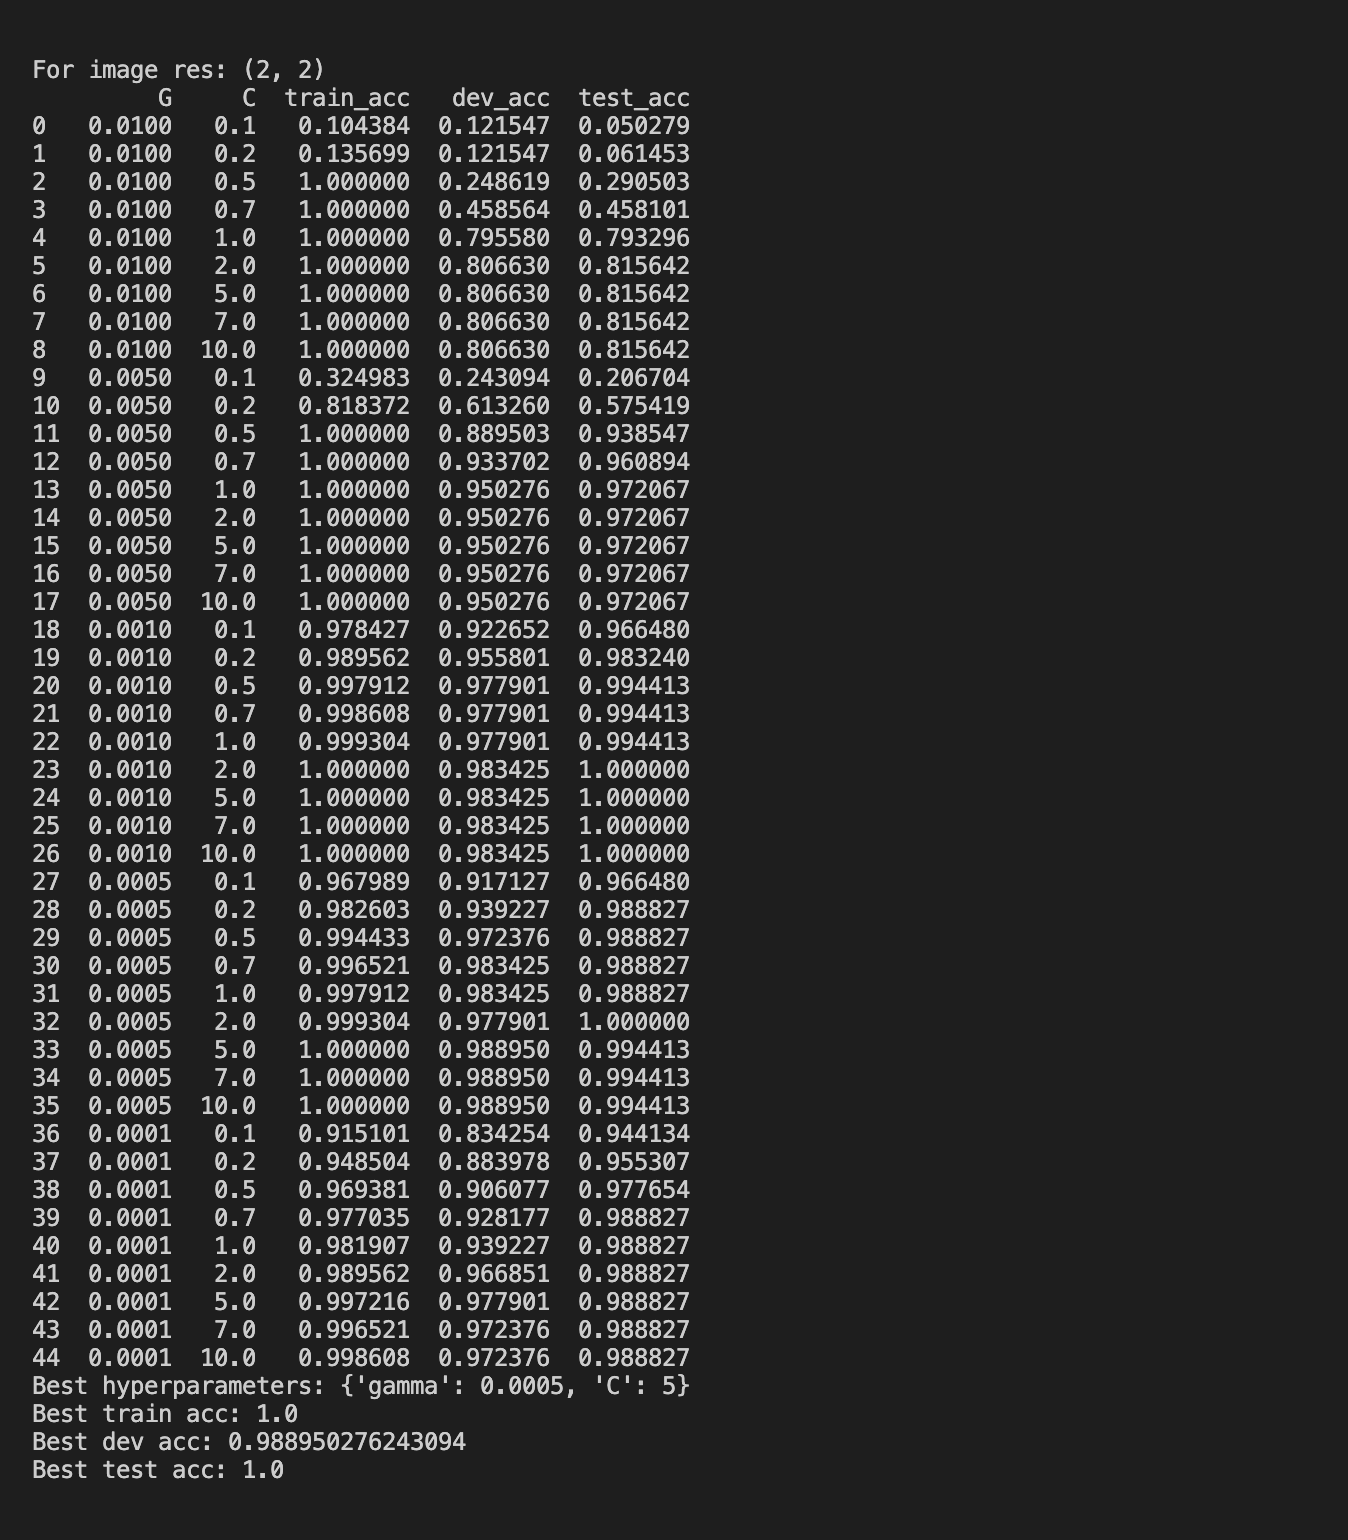 For image res: (2, 2)
G C train_acc dev_acc test_acc
0 0.0100 0.1 0.104384 0.121547 0.050279
1 0.0100 0.2 0.135699 0.121547 0.061453
2 0.0100 0.5 1.000000 0.248619 0.290503
3 0.0100 0.7 1.000000 0.458564 0.458101
4 0.0100 1.0 1.000000 0.795580 0.793296
5 0.0100 2.0 1.000000 0.806630 0.815642
6 0.0100 5.0 1.000000 0.806630 0.815642
7 0.0100 7.0 1.000000 0.806630 0.815642
8 0.0100 10.0 1.000000 0.806630 0.815642
9 0.0050 0.1 0.324983 0.243094 0.206704
10 0.0050 0.2 0.818372 0.613260 0.575419
11 0.0050 0.5 1.000000 0.889503 0.938547
12 0.0050 0.7 1.000000 0.933702 0.960894
13 0.0050 1.0 1.000000 0.950276 0.972067
14 0.0050 2.0 1.000000 0.950276 0.972067
15 0.0050 5.0 1.000000 0.950276 0.972067
16 0.0050 7.0 1.000000 0.950276 0.972067
17 0.0050 10.0 1.000000 0.950276 0.972067
18 0.0010 0.1 0.978427 0.922652 0.966480
19 0.0010 0.2 0.989562 0.955801 0.983240
20 0.0010 0.5 0.997912 0.977901 0.994413
21 0.0010 0.7 0.998608 0.977901 0.994413
22 0.0010 1.0 0.999304 0.977901 0.994413
23 0.0010 2.0 1.000000 0.983425 1.000000
24 0.0010 5.0 1.000000 0.983425 1.000000
25 0.0010 7.0 1.000000 0.983425 1.000000
26 0.0010 10.0 1.000000 0.983425 1.000000
27 0.0005 0.1 0.967989 0.917127 0.966480
28 0.0005 0.2 0.982603 0.939227 0.988827
29 0.0005 0.5 0.994433 0.972376 0.988827
30 0.0005 0.7 0.996521 0.983425 0.988827
31 0.0005 1.0 0.997912 0.983425 0.988827
32 0.0005 2.0 0.999304 0.977901 1.000000
33 0.0005 5.0 1.000000 0.988950 0.994413
34 0.0005 7.0 1.000000 0.988950 0.994413
35 0.0005 10.0 1.000000 0.988950 0.994413
36 0.0001 0.1 0.915101 0.834254 0.944134
37 0.0001 0.2 0.948504 0.883978 0.955307
38 0.0001 0.5 0.969381 0.906077 0.977654
39 0.0001 0.7 0.977035 0.928177 0.988827
40 0.0001 1.0 0.981907 0.939227 0.988827
41 0.0001 2.0 0.989562 0.966851 0.988827
42 0.0001 5.0 0.997216 0.977901 0.988827
43 0.0001 7.0 0.996521 0.972376 0.988827
44 0.0001 10.0 0.998608 0.972376 0.988827
Best hyperparameters: {'gamma': 0.0005, 'C': 5}
Best train acc: 1.0
Best dev acc: 0.988950276243094
Best test acc: 1.0